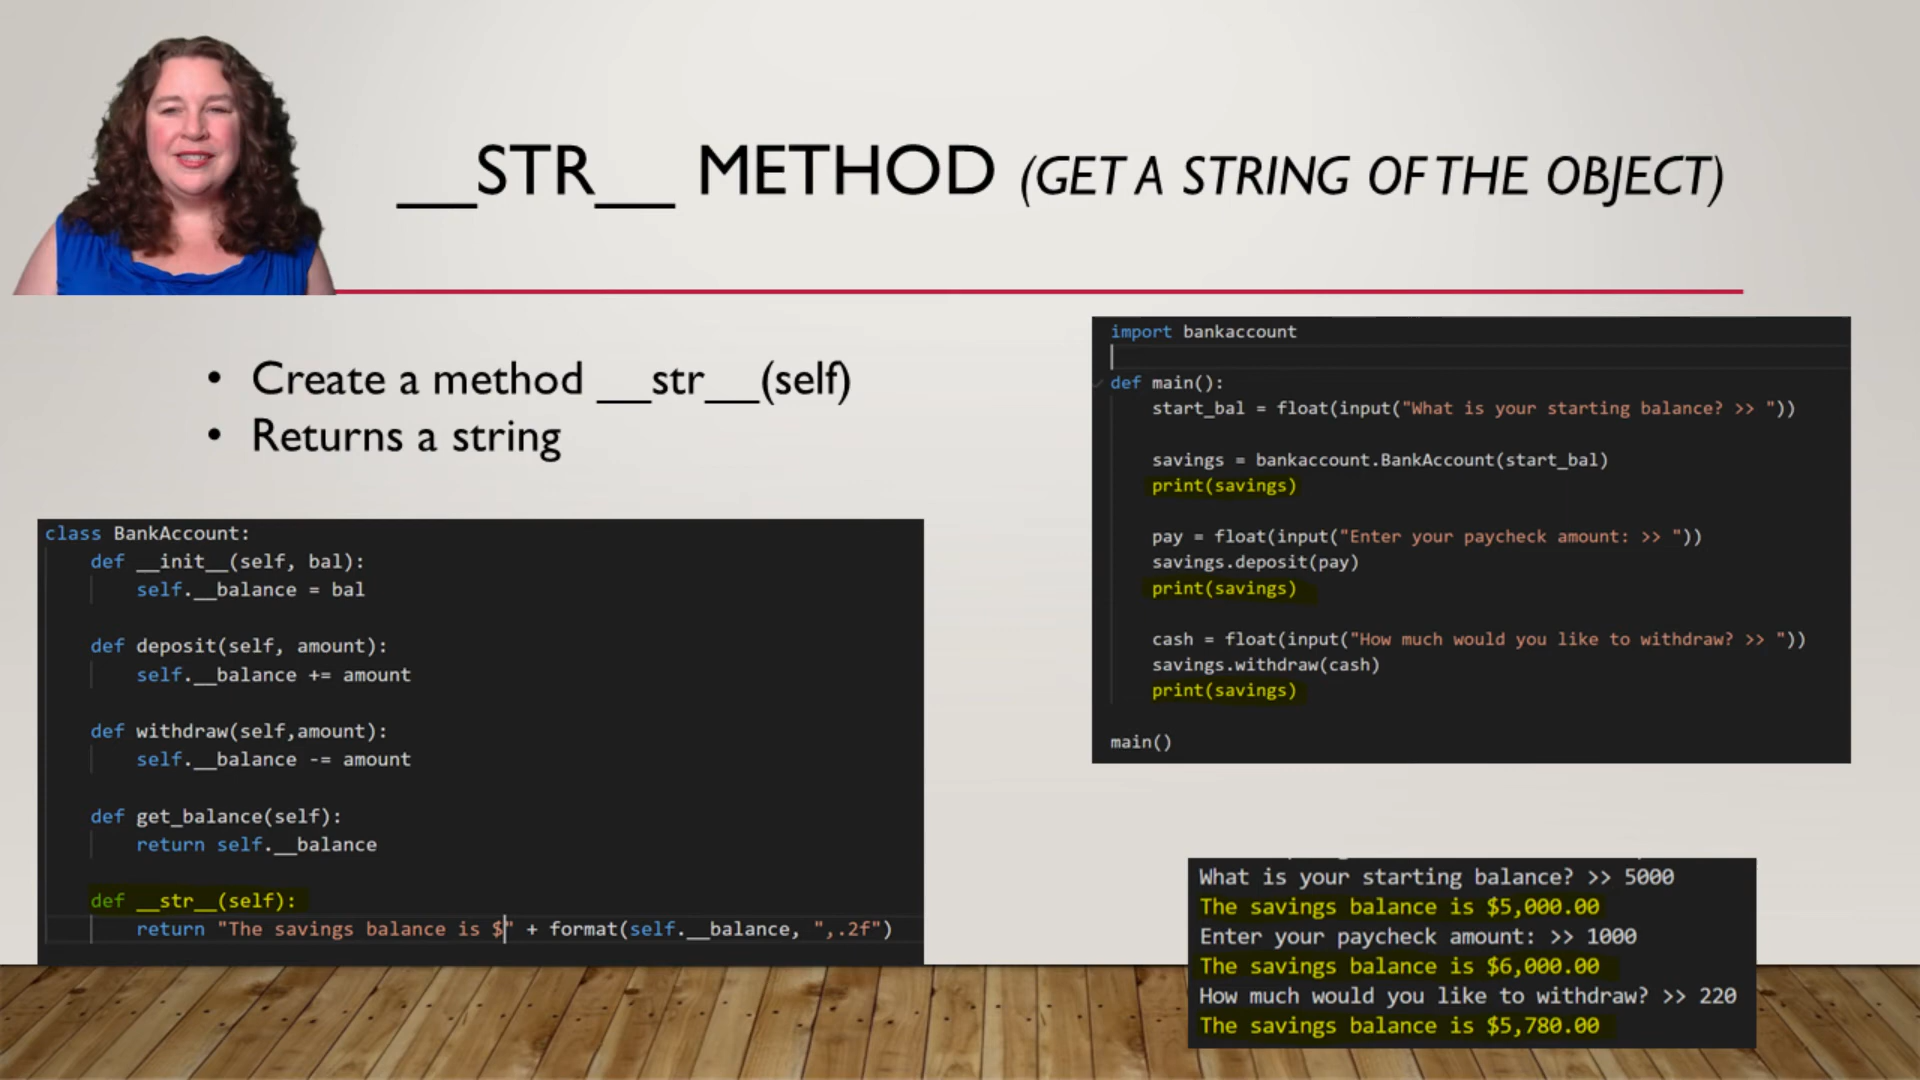 __STR__ METHOD (GET A STRING OF THE OBJECT)
• Create a method __str__(self)
• Returns a string
class BankAccount:
    def __init__(self, bal):
        self.__balance = bal
    def deposit(self, amount):
        self.__balance += amount
    def withdraw(self,amount):
        self.__balance -= amount
    def get_balance(self):
        return self.__balance
    def __str__(self):
        return "The savings balance is $" + format(self.__balance, ",.2f")
import bankaccount
def main():
    start_bal = float(input("What is your starting balance? >> "))
    savings = bankaccount.BankAccount(start_bal)
    print(savings)
    pay = float(input("Enter your paycheck amount: >> "))
    savings.deposit(pay)
    print(savings)
    cash = float(input("How much would you like to withdraw? >> "))
    savings.withdraw(cash)
    print(savings)
main()
What is your starting balance? >> 5000
The savings balance is $5,000.00
Enter your paycheck amount: >> 1000
The savings balance is $6,000.00
How much would you like to withdraw? >> 220
The savings balance is $5,780.00